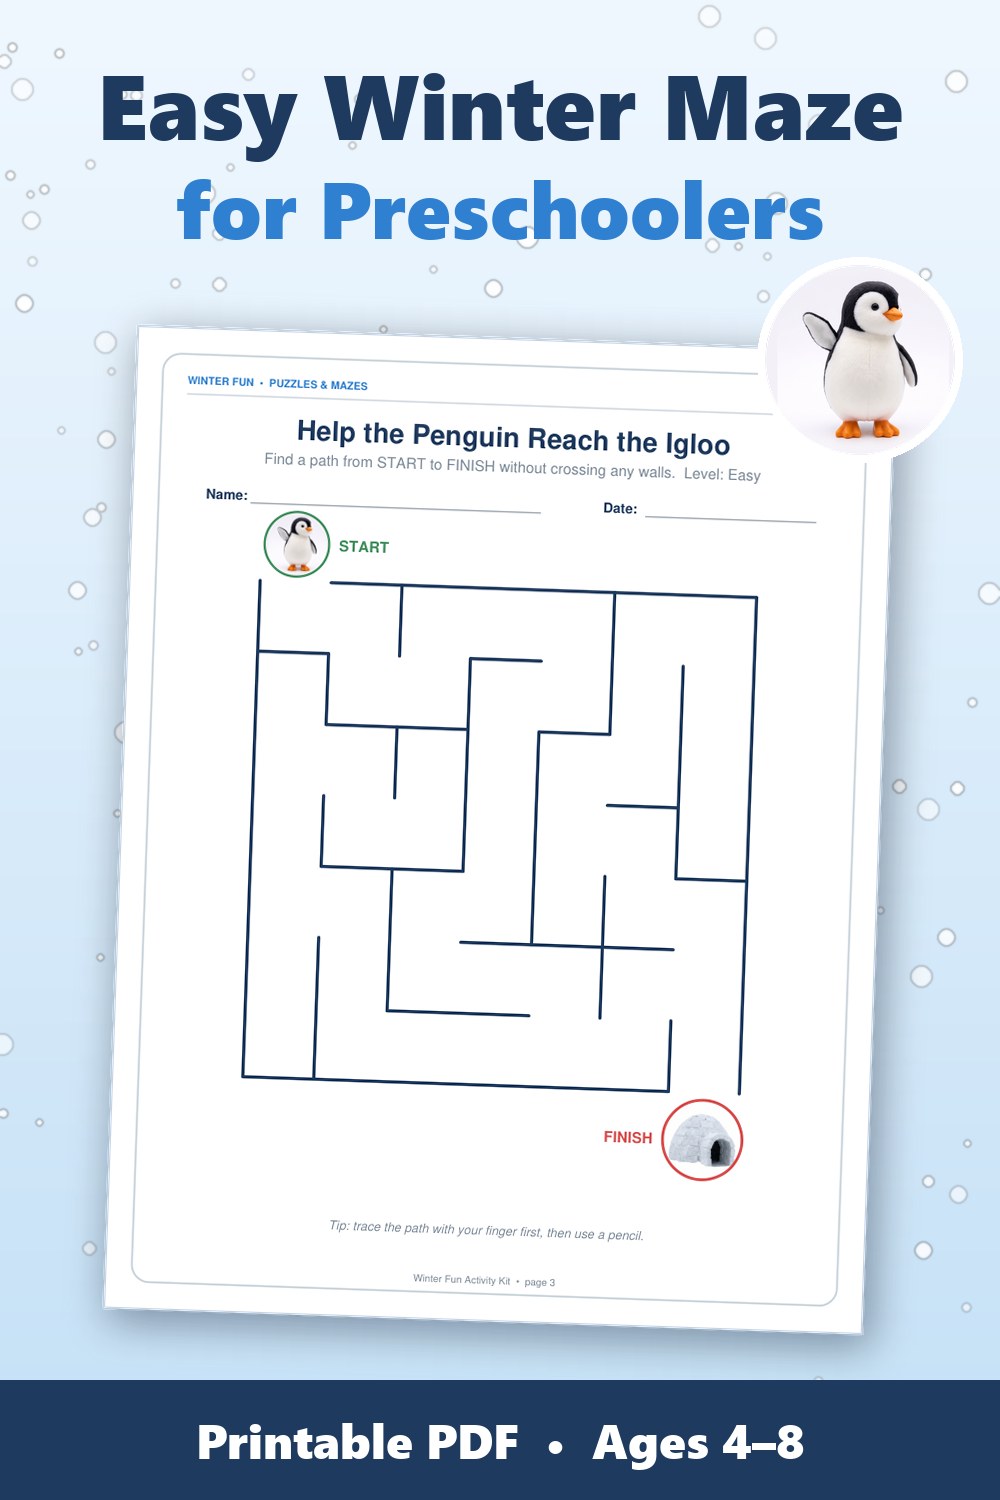 Easy Winter Maze
for Preschoolers
WINTER FUN • PUZZLES & MAZES
Help the Penguin Reach the Igloo
Find a path from START to FINISH without crossing any walls. Level: Easy
Name: Date:
START
FINISH
Tip: trace the path with your finger first, then use a pencil.
Winter Fun Activity Kit • page 3
Printable PDF • Ages 4–8